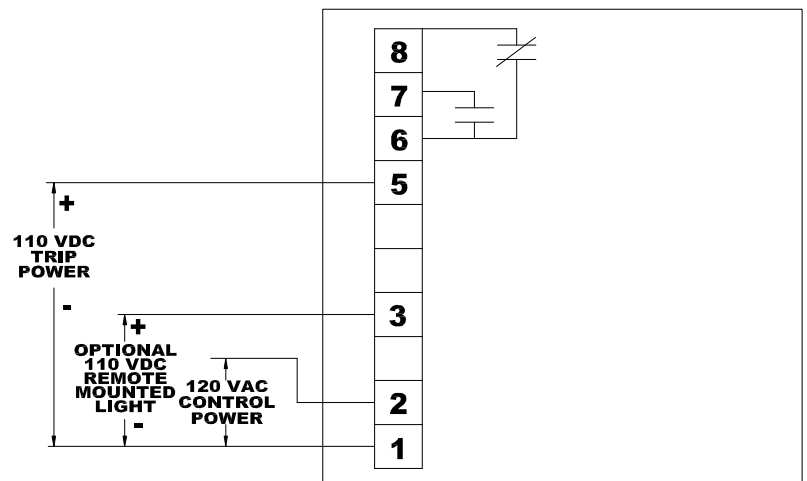 8
7
6
5
3
2
1
+
110 VDC
TRIP
POWER
-
+
OPTIONAL
110 VDC
REMOTE
MOUNTED
LIGHT
-
120 VAC
CONTROL
POWER